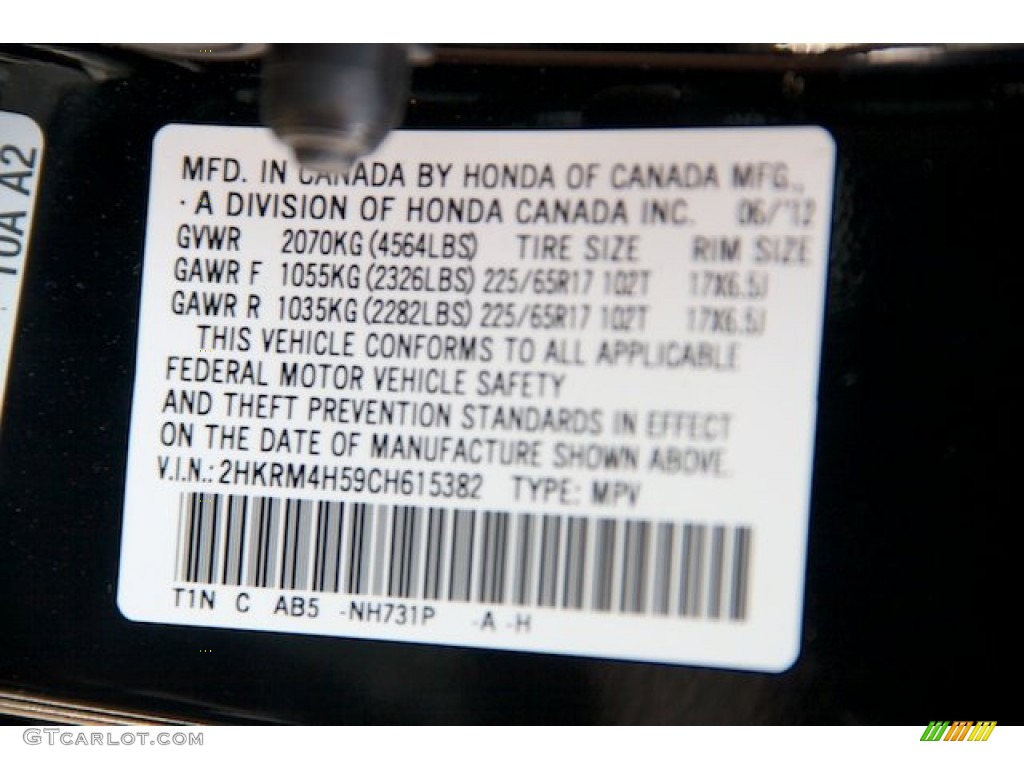 10A A2
MFD. IN CANADA BY HONDA OF CANADA MFG.,
· A DIVISION OF HONDA CANADA INC. 06/'12
GVWR 2070KG (4564LBS) TIRE SIZE RIM SIZE
GAWR F 1055KG (2326LBS) 225/65R17 102T 17X6.5J
GAWR R 1035KG (2282LBS) 225/65R17 102T 17X6.5J
THIS VEHICLE CONFORMS TO ALL APPLICABLE
FEDERAL MOTOR VEHICLE SAFETY
AND THEFT PREVENTION STANDARDS IN EFFECT
ON THE DATE OF MANUFACTURE SHOWN ABOVE.
V.I.N.: 2HKRM4H59CH615382 TYPE: MPV
T1N C AB5 -NH731P -A -H
GTCARLOT.COM